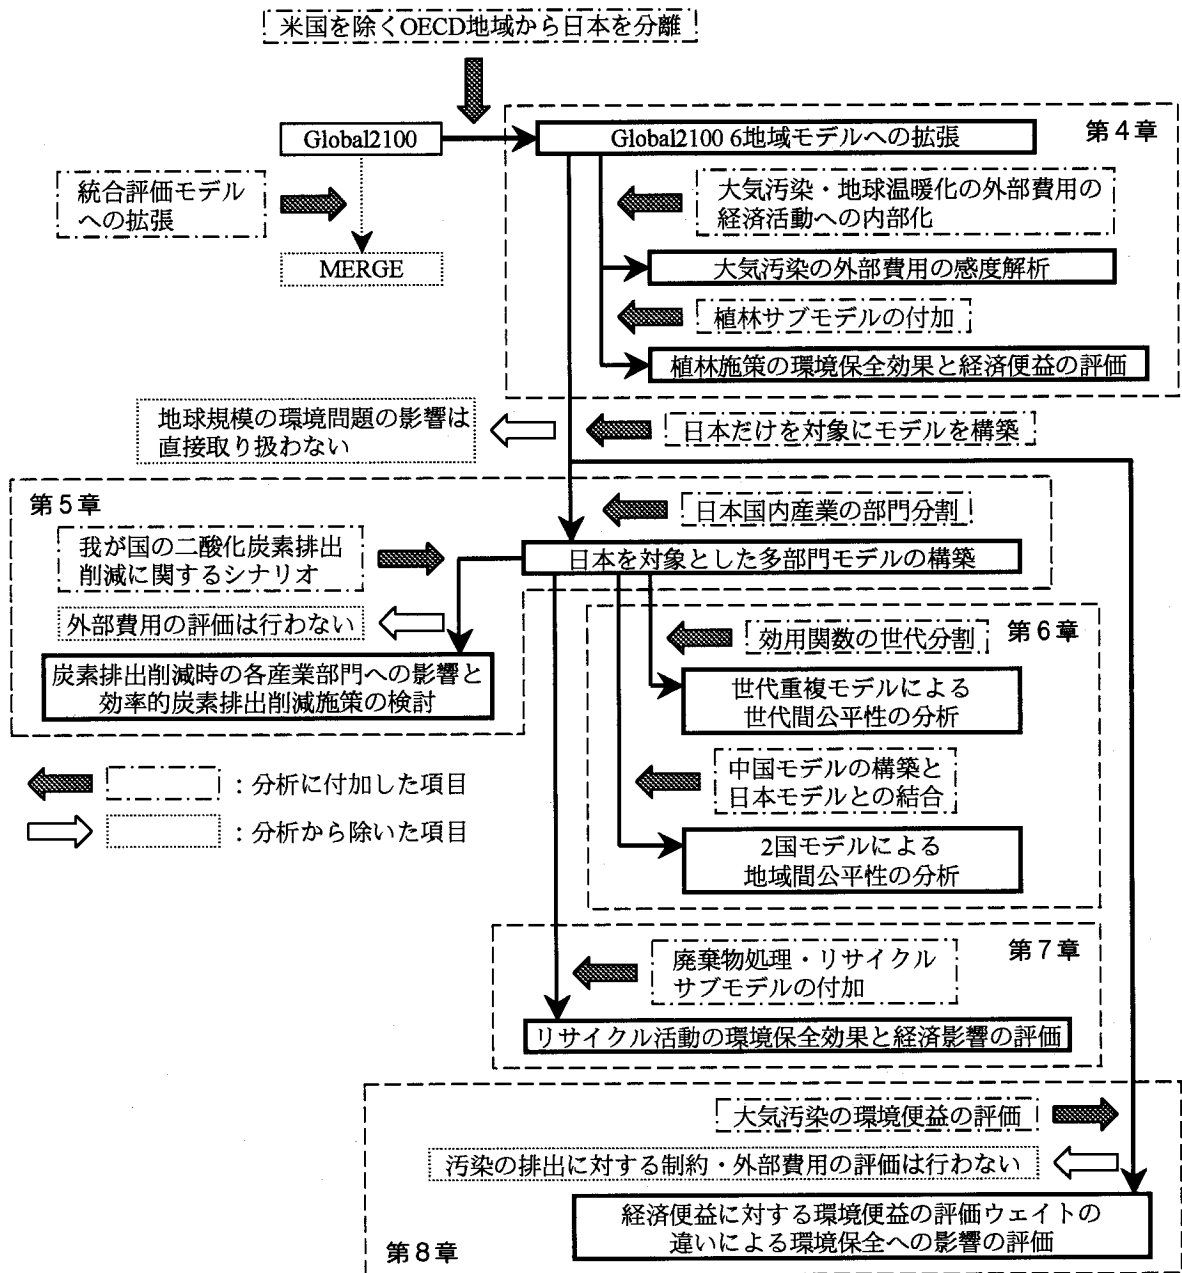 米国を除くOECD地域から日本を分離
第4章
Global2100
Global2100 6地域モデルへの拡張
統合評価モデル
への拡張
大気汚染・地球温暖化の外部費用の
経済活動への内部化
MERGE
大気汚染の外部費用の感度解析
植林サブモデルの付加
植林施策の環境保全効果と経済便益の評価
地球規模の環境問題の影響は
直接取り扱わない
日本だけを対象にモデルを構築
第5章
日本国内産業の部門分割
我が国の二酸化炭素排出
削減に関するシナリオ
日本を対象とした多部門モデルの構築
外部費用の評価は行わない
炭素排出削減時の各産業部門への影響と
効率的炭素排出削減施策の検討
第6章
効用関数の世代分割
世代重複モデルによる
世代間公平性の分析
中国モデルの構築と
日本モデルとの結合
2国モデルによる
地域間公平性の分析
:分析に付加した項目
:分析から除いた項目
第7章
廃棄物処理・リサイクル
サブモデルの付加
リサイクル活動の環境保全効果と経済影響の評価
大気汚染の環境便益の評価
汚染の排出に対する制約・外部費用の評価は行わない
経済便益に対する環境便益の評価ウェイトの
違いによる環境保全への影響の評価
第8章